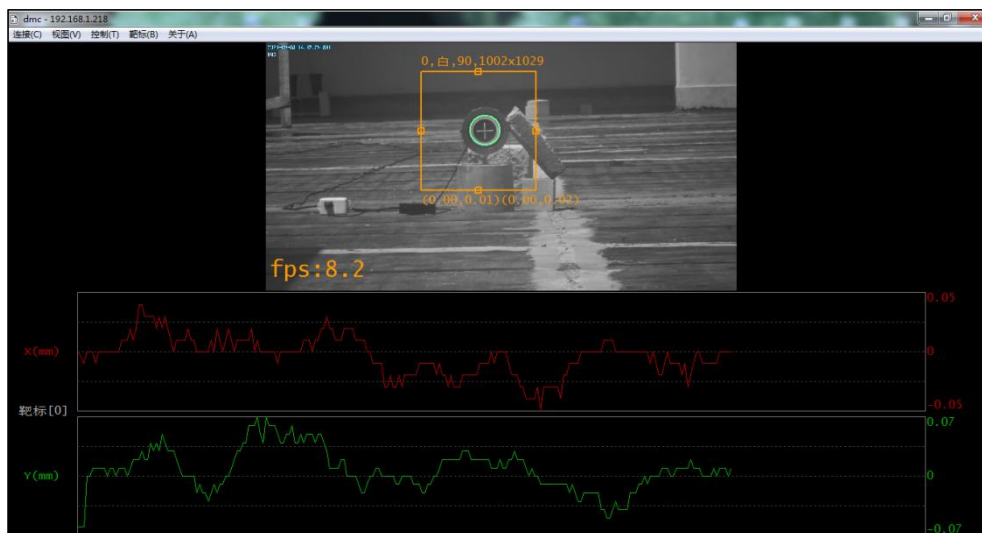 dmc - 192.168.1.218
连接(C) 视图(V) 控制(T) 靶标(B) 关于(A)
0,白,90,1002x1029
(0.00,0.01)(0.00,0.02)
fps:8.2
0.05
X(mm)
0
-0.05
靶标[0]
0.07
Y(mm)
0
-0.07